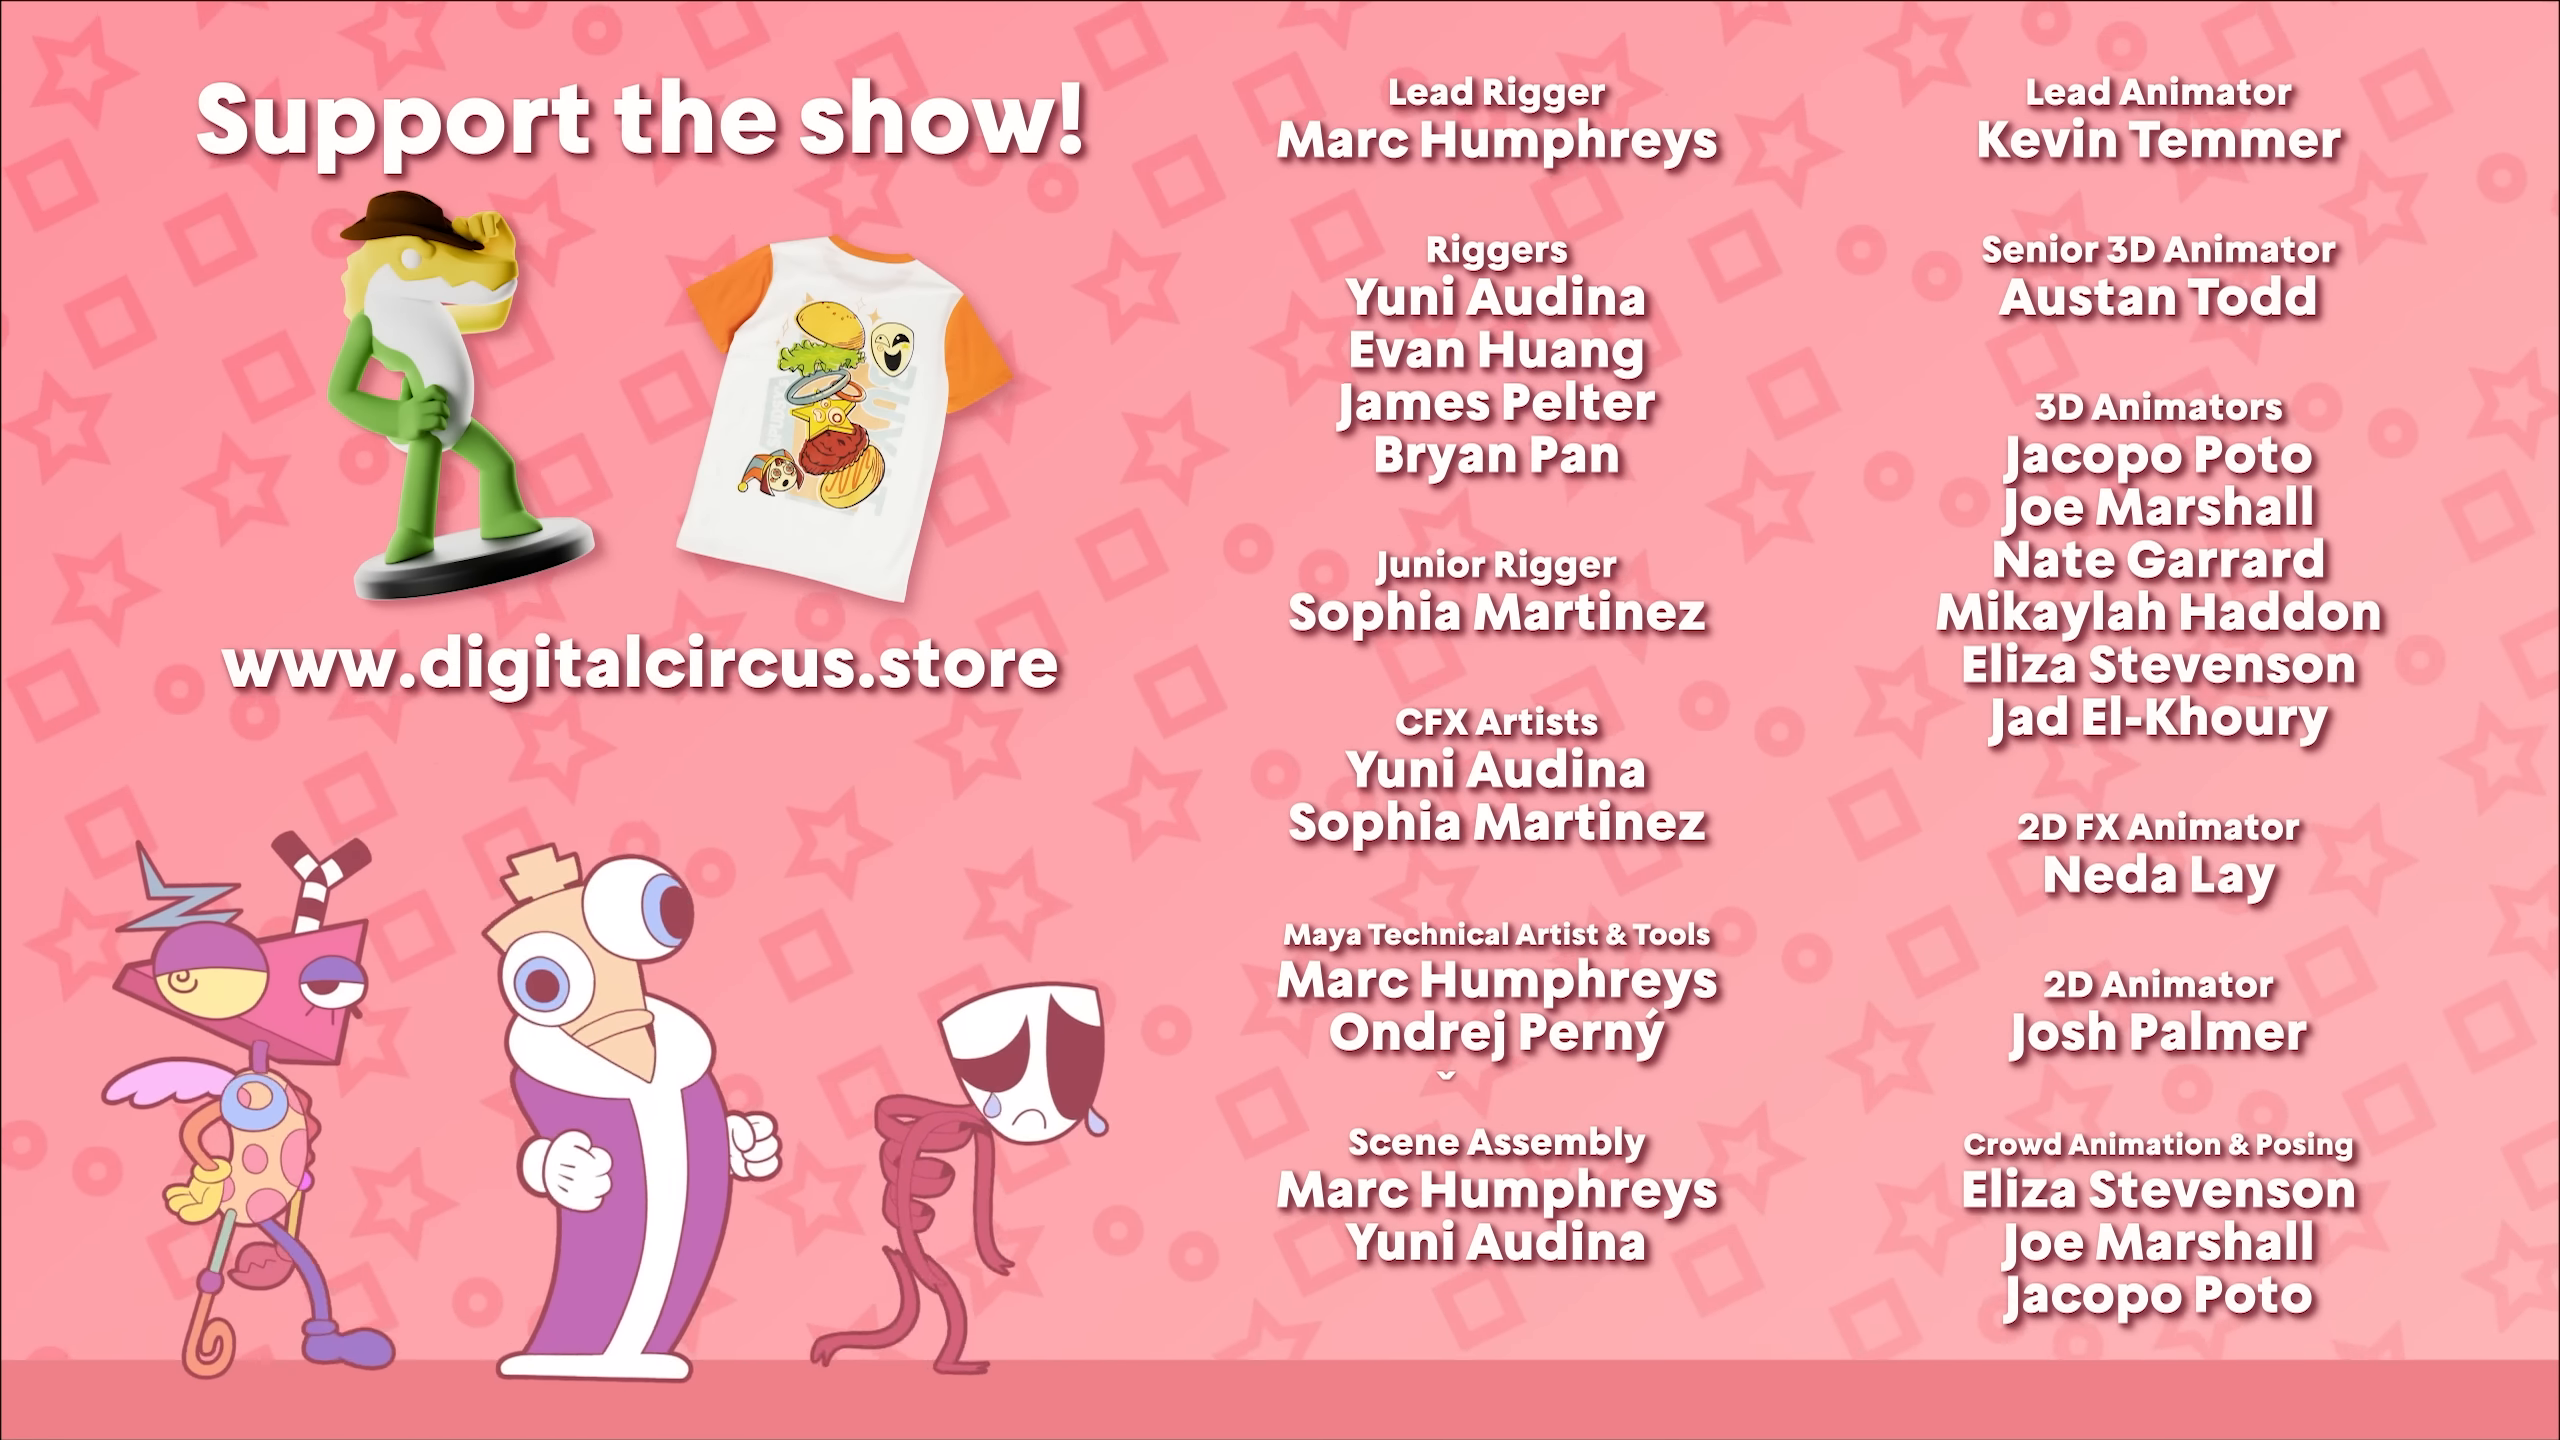 Support the show!
www.digitalcircus.store
Lead Rigger
Marc Humphreys
Riggers
Yuni Audina
Evan Huang
James Pelter
Bryan Pan
Junior Rigger
Sophia Martinez
CFX Artists
Yuni Audina
Sophia Martinez
Maya Technical Artist & Tools
Marc Humphreys
Ondrej Perný
Scene Assembly
Marc Humphreys
Yuni Audina
Lead Animator
Kevin Temmer
Senior 3D Animator
Austan Todd
3D Animators
Jacopo Poto
Joe Marshall
Nate Garrard
Mikaylah Haddon
Eliza Stevenson
Jad El-Khoury
2D FX Animator
Neda Lay
2D Animator
Josh Palmer
Crowd Animation & Posing
Eliza Stevenson
Joe Marshall
Jacopo Poto